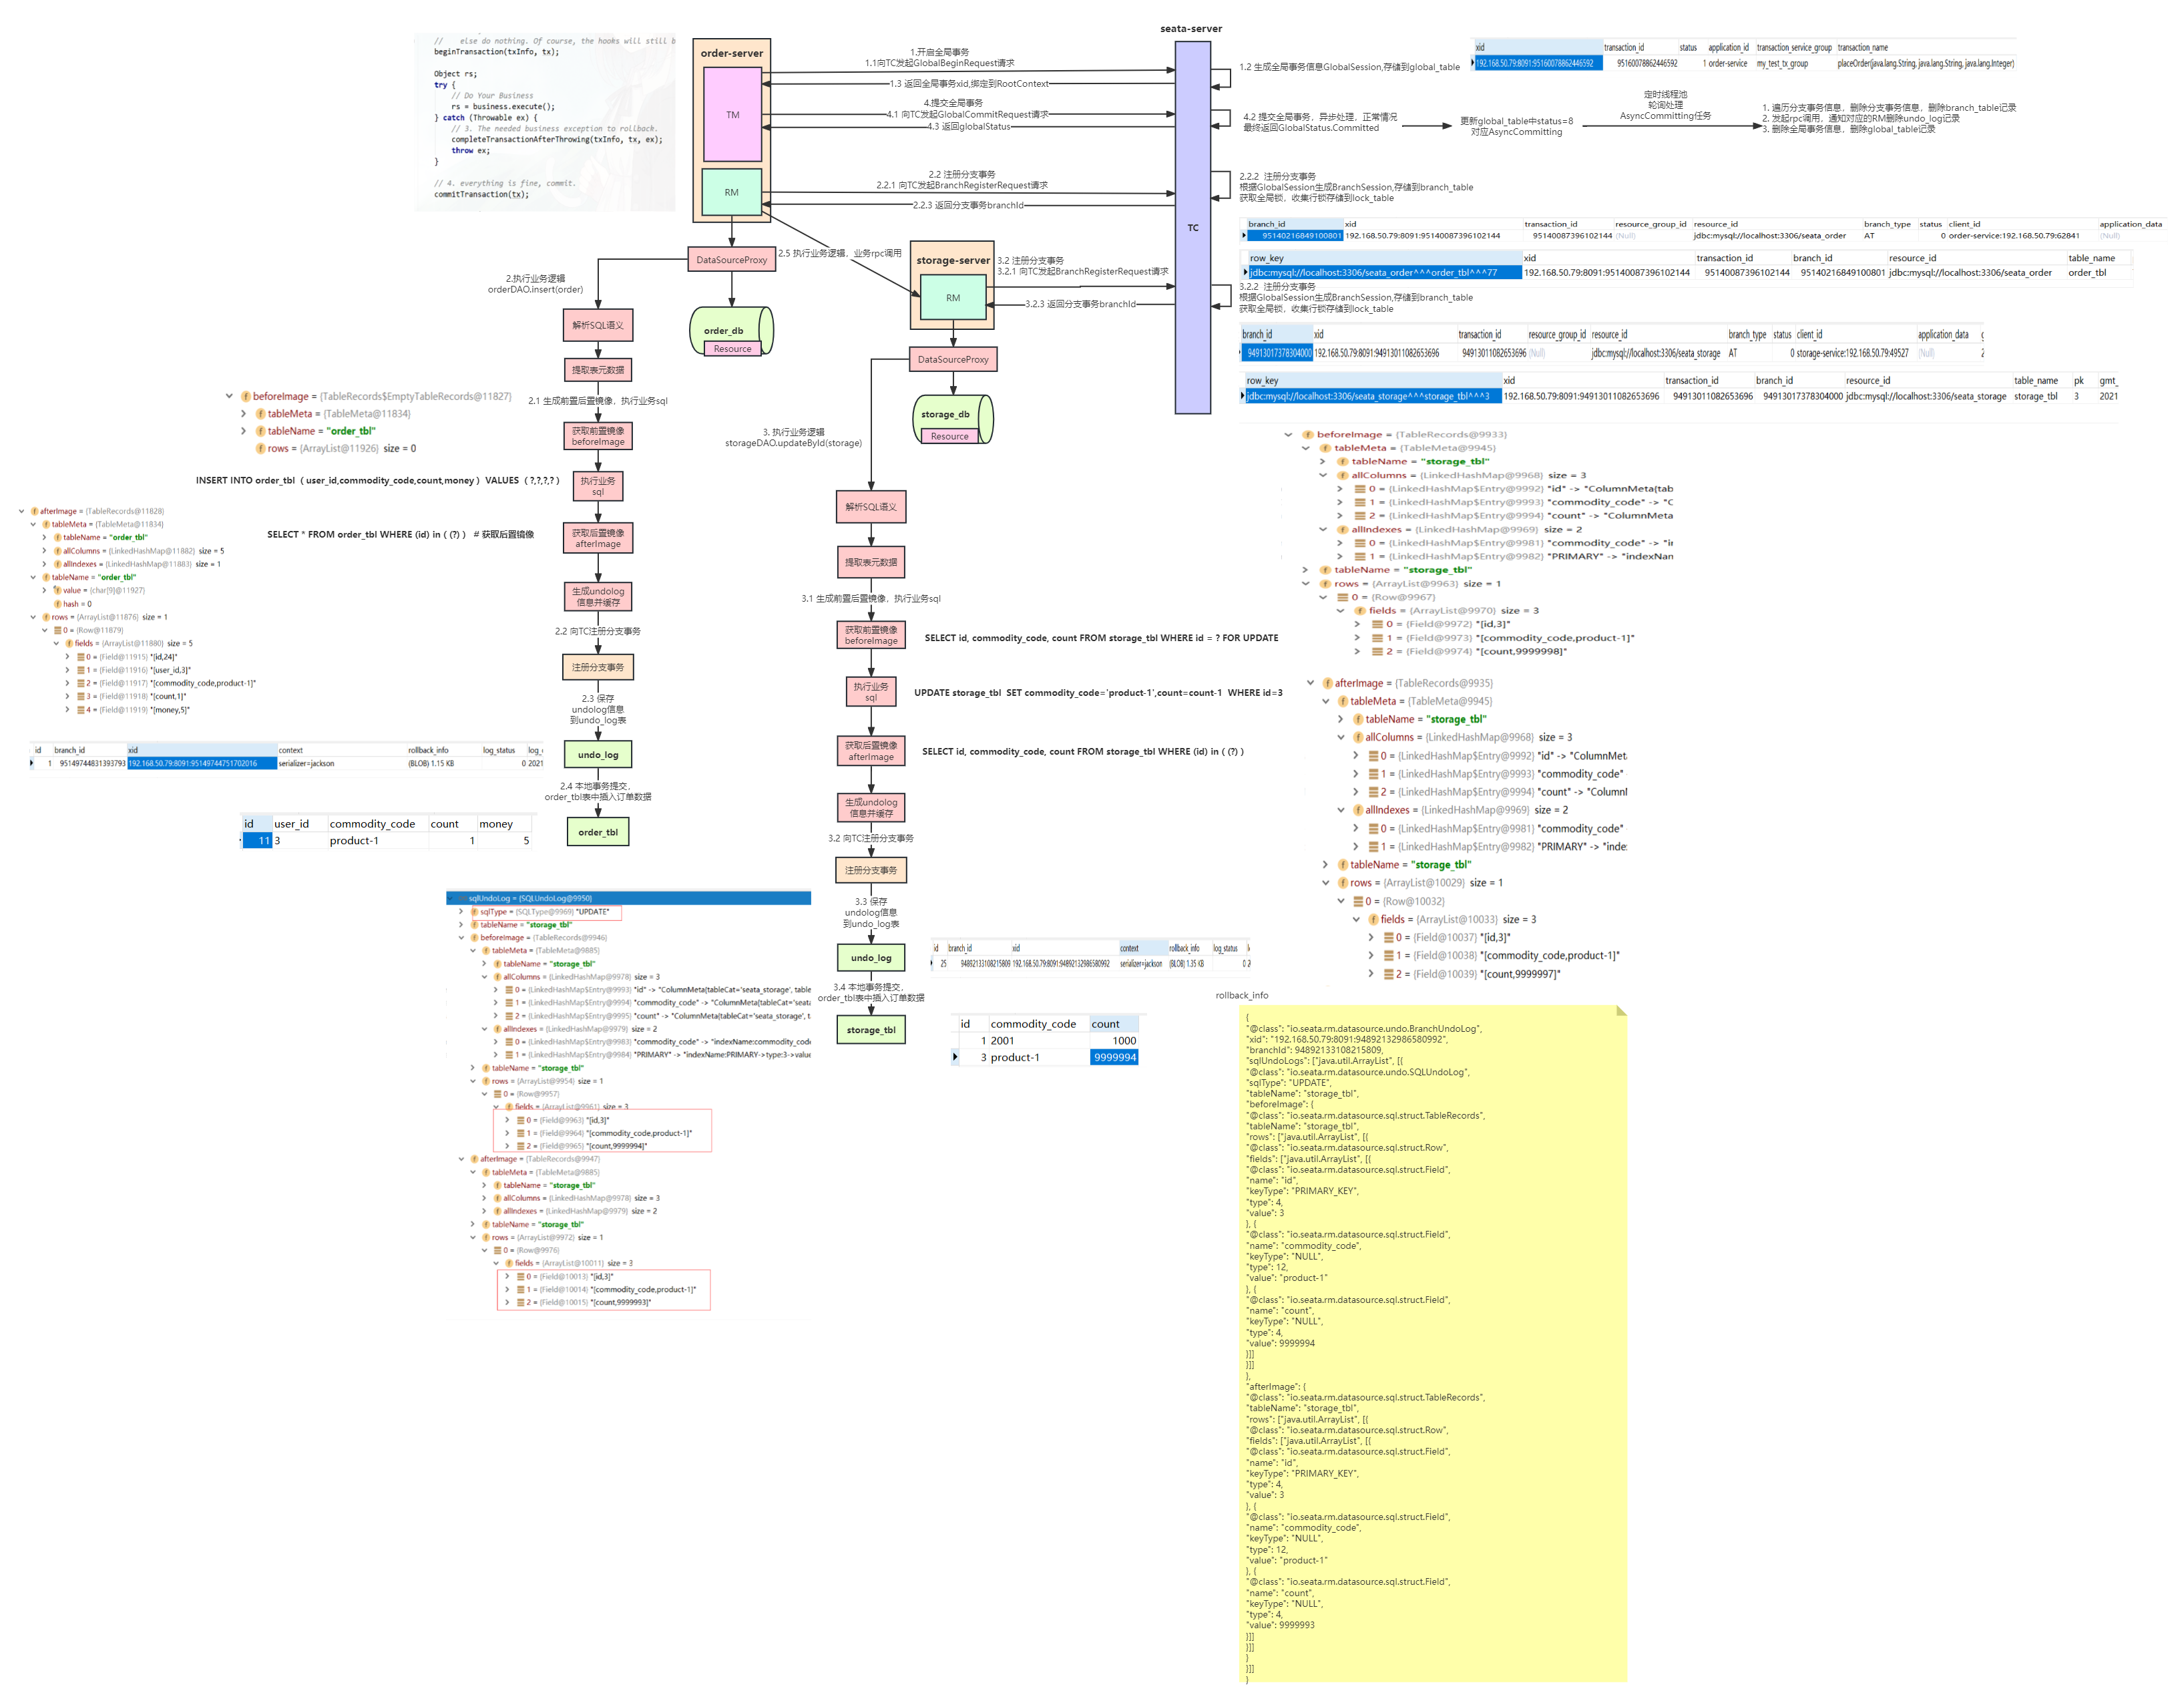 //    else do nothing. Of course, the hooks will still b
beginTransaction(txInfo, tx);
Object rs;
try {
// Do Your Business
rs = business.execute();
} catch (Throwable ex) {
// 3. The needed business exception to rollback.
completeTransactionAfterThrowing(txInfo, tx, ex);
throw ex;
}
// 4. everything is fine, commit.
commitTransaction(tx);
order-server
TM
RM
seata-server
TC
1.开启全局事务
1.1向TC发起GlobalBeginRequest请求
1.3 返回全局事务xid,绑定到RootContext
4.提交全局事务
4.1 向TC发起GlobalCommitRequest请求
4.3 返回globalStatus
2.2 注册分支事务
2.2.1 向TC发起BranchRegisterRequest请求
2.2.3 返回分支事务branchId
1.2 生成全局事务信息GlobalSession,存储到global_table
xid transaction_id status application_id transaction_service_group transaction_name
192.168.50.79:8091:95160078862446592 95160078862446592 1 order-service my_test_tx_group placeOrder(java.lang.String, java.lang.String, java.lang.Integer)
4.2 提交全局事务，异步处理，正常情况
最终返回GlobalStatus.Committed
更新global_table中status=8
对应AsyncCommitting
定时线程池
轮询处理
AsyncCommitting任务
1. 遍历分支事务信息，删除分支事务信息，删除branch_table记录
2. 发起rpc调用，通知对应的RM删除undo_log记录
3. 删除全局事务信息，删除global_table记录
2.2.2  注册分支事务
根据GlobalSession生成BranchSession,存储到branch_table
获取全局锁，收集行锁存储到lock_table
branch_id xid transaction_id resource_group_id resource_id branch_type status client_id application_data
95140216849100801 192.168.50.79:8091:95140087396102144 95140087396102144 (Null) jdbc:mysql://localhost:3306/seata_order AT 0 order-service:192.168.50.79:62841 (Null)
row_key xid transaction_id branch_id resource_id table_name
jdbc:mysql://localhost:3306/seata_order^^^order_tbl^^^77 192.168.50.79:8091:95140087396102144 95140087396102144 95140216849100801 jdbc:mysql://localhost:3306/seata_order order_tbl
3.2.2  注册分支事务
根据GlobalSession生成BranchSession,存储到branch_table
获取全局锁，收集行锁存储到lock_table
branch_id xid transaction_id resource_group_id resource_id branch_type status client_id application_data g
94913017378304000 192.168.50.79:8091:94913011082653696 94913011082653696 (Null) jdbc:mysql://localhost:3306/seata_storage AT 0 storage-service:192.168.50.79:49527 (Null) 2
row_key xid transaction_id branch_id resource_id table_name pk gmt_
jdbc:mysql://localhost:3306/seata_storage^^^storage_tbl^^^3 192.168.50.79:8091:94913011082653696 94913011082653696 94913017378304000 jdbc:mysql://localhost:3306/seata_storage storage_tbl 3 2021
DataSourceProxy
2.5 执行业务逻辑，业务rpc调用
order_db
Resource
storage-server
RM
3.2 注册分支事务
3.2.1 向TC发起BranchRegisterRequest请求
3.2.3 返回分支事务branchId
DataSourceProxy
storage_db
Resource
2.执行业务逻辑
orderDAO.insert(order)
解析SQL语义
提取表元数据
2.1 生成前置后置镜像，执行业务sql
获取前置镜像
beforeImage
执行业务
sql
获取后置镜像
afterImage
生成undolog
信息并缓存
2.2 向TC注册分支事务
注册分支事务
2.3 保存
undolog信息
到undo_log表
undo_log
2.4 本地事务提交，
order_tbl表中插入订单数据
order_tbl
beforeImage = {TableRecords$EmptyTableRecords@11827}
tableMeta = {TableMeta@11834}
tableName = "order_tbl"
rows = {ArrayList@11926}  size = 0
INSERT INTO order_tbl  ( user_id,commodity_code,count,money )  VALUES  ( ?,?,?,? )
SELECT * FROM order_tbl WHERE (id) in ( (?) )   # 获取后置镜像
afterImage = {TableRecords@11828}
tableMeta = {TableMeta@11834}
tableName = "order_tbl"
allColumns = {LinkedHashMap@11882}  size = 5
allIndexes = {LinkedHashMap@11883}  size = 1
tableName = "order_tbl"
value = {char[9]@11927}
hash = 0
rows = {ArrayList@11876}  size = 1
0 = {Row@11879}
fields = {ArrayList@11880}  size = 5
0 = {Field@11915} "[id,24]"
1 = {Field@11916} "[user_id,3]"
2 = {Field@11917} "[commodity_code,product-1]"
3 = {Field@11918} "[count,1]"
4 = {Field@11919} "[money,5]"
id branch_id xid context rollback_info log_status log_
1 95149744831393793 192.168.50.79:8091:95149744751702016 serializer=jackson (BLOB) 1.15 KB 0 2021
id user_id commodity_code count money
11 3 product-1 1 5
3. 执行业务逻辑
storageDAO.updateById(storage)
解析SQL语义
提取表元数据
3.1 生成前置后置镜像，执行业务sql
获取前置镜像
beforeImage
SELECT id, commodity_code, count FROM storage_tbl WHERE id = ? FOR UPDATE
执行业务
sql
UPDATE storage_tbl  SET commodity_code='product-1',count=count-1  WHERE id=3
获取后置镜像
afterImage
SELECT id, commodity_code, count FROM storage_tbl WHERE (id) in ( (?) )
生成undolog
信息并缓存
3.2 向TC注册分支事务
注册分支事务
3.3 保存
undolog信息
到undo_log表
undo_log
3.4 本地事务提交，
order_tbl表中插入订单数据
storage_tbl
id branch_id xid context rollback_info log_status l
25 94892133108215809 192.168.50.79:8091:94892132986580992 serializer=jackson (BLOB) 1.35 KB 0 2
id commodity_code count
1 2001 1000
3 product-1 9999994
beforeImage = {TableRecords@9933}
tableMeta = {TableMeta@9945}
tableName = "storage_tbl"
allColumns = {LinkedHashMap@9968}  size = 3
0 = {LinkedHashMap$Entry@9992} "id" -> "ColumnMeta{tab
1 = {LinkedHashMap$Entry@9993} "commodity_code" -> "C
2 = {LinkedHashMap$Entry@9994} "count" -> "ColumnMeta
allIndexes = {LinkedHashMap@9969}  size = 2
0 = {LinkedHashMap$Entry@9981} "commodity_code" -> "ir
1 = {LinkedHashMap$Entry@9982} "PRIMARY" -> "indexNan
tableName = "storage_tbl"
rows = {ArrayList@9963}  size = 1
0 = {Row@9967}
fields = {ArrayList@9970}  size = 3
0 = {Field@9972} "[id,3]"
1 = {Field@9973} "[commodity_code,product-1]"
2 = {Field@9974} "[count,9999998]"
afterImage = {TableRecords@9935}
tableMeta = {TableMeta@9945}
tableName = "storage_tbl"
allColumns = {LinkedHashMap@9968}  size = 3
0 = {LinkedHashMap$Entry@9992} "id" -> "ColumnMet
1 = {LinkedHashMap$Entry@9993} "commodity_code"
2 = {LinkedHashMap$Entry@9994} "count" -> "Column
allIndexes = {LinkedHashMap@9969}  size = 2
0 = {LinkedHashMap$Entry@9981} "commodity_code"
1 = {LinkedHashMap$Entry@9982} "PRIMARY" -> "inde
tableName = "storage_tbl"
rows = {ArrayList@10029}  size = 1
0 = {Row@10032}
fields = {ArrayList@10033}  size = 3
0 = {Field@10037} "[id,3]"
1 = {Field@10038} "[commodity_code,product-1]"
2 = {Field@10039} "[count,9999997]"
sqlUndoLog = {SQLUndoLog@9950}
sqlType = {SQLType@9969} "UPDATE"
tableName = "storage_tbl"
beforeImage = {TableRecords@9946}
tableMeta = {TableMeta@9885}
tableName = "storage_tbl"
allColumns = {LinkedHashMap@9978}  size = 3
0 = {LinkedHashMap$Entry@9993} "id" -> "ColumnMeta{tableCat='seata_storage', table
1 = {LinkedHashMap$Entry@9994} "commodity_code" -> "ColumnMeta{tableCat='seata
2 = {LinkedHashMap$Entry@9995} "count" -> "ColumnMeta{tableCat='seata_storage', t
allIndexes = {LinkedHashMap@9979}  size = 2
0 = {LinkedHashMap$Entry@9983} "commodity_code" -> "indexName:commodity_code
1 = {LinkedHashMap$Entry@9984} "PRIMARY" -> "indexName:PRIMARY->type:3->value
tableName = "storage_tbl"
rows = {ArrayList@9954}  size = 1
0 = {Row@9957}
fields = {ArrayList@9961}  size = 3
0 = {Field@9963} "[id,3]"
1 = {Field@9964} "[commodity_code,product-1]"
2 = {Field@9965} "[count,9999994]"
afterImage = {TableRecords@9947}
tableMeta = {TableMeta@9885}
tableName = "storage_tbl"
allColumns = {LinkedHashMap@9978}  size = 3
allIndexes = {LinkedHashMap@9979}  size = 2
tableName = "storage_tbl"
rows = {ArrayList@9972}  size = 1
0 = {Row@9976}
fields = {ArrayList@10011}  size = 3
0 = {Field@10013} "[id,3]"
1 = {Field@10014} "[commodity_code,product-1]"
2 = {Field@10015} "[count,9999993]"
rollback_info
{
"@class": "io.seata.rm.datasource.undo.BranchUndoLog",
"xid": "192.168.50.79:8091:94892132986580992",
"branchId": 94892133108215809,
"sqlUndoLogs": ["java.util.ArrayList", [{
"@class": "io.seata.rm.datasource.undo.SQLUndoLog",
"sqlType": "UPDATE",
"tableName": "storage_tbl",
"beforeImage": {
"@class": "io.seata.rm.datasource.sql.struct.TableRecords",
"tableName": "storage_tbl",
"rows": ["java.util.ArrayList", [{
"@class": "io.seata.rm.datasource.sql.struct.Row",
"fields": ["java.util.ArrayList", [{
"@class": "io.seata.rm.datasource.sql.struct.Field",
"name": "id",
"keyType": "PRIMARY_KEY",
"type": 4,
"value": 3
}, {
"@class": "io.seata.rm.datasource.sql.struct.Field",
"name": "commodity_code",
"keyType": "NULL",
"type": 12,
"value": "product-1"
}, {
"@class": "io.seata.rm.datasource.sql.struct.Field",
"name": "count",
"keyType": "NULL",
"type": 4,
"value": 9999994
}]]
}]]
},
"afterImage": {
"@class": "io.seata.rm.datasource.sql.struct.TableRecords",
"tableName": "storage_tbl",
"rows": ["java.util.ArrayList", [{
"@class": "io.seata.rm.datasource.sql.struct.Row",
"fields": ["java.util.ArrayList", [{
"@class": "io.seata.rm.datasource.sql.struct.Field",
"name": "id",
"keyType": "PRIMARY_KEY",
"type": 4,
"value": 3
}, {
"@class": "io.seata.rm.datasource.sql.struct.Field",
"name": "commodity_code",
"keyType": "NULL",
"type": 12,
"value": "product-1"
}, {
"@class": "io.seata.rm.datasource.sql.struct.Field",
"name": "count",
"keyType": "NULL",
"type": 4,
"value": 9999993
}]]
}]]
}
}]]
}